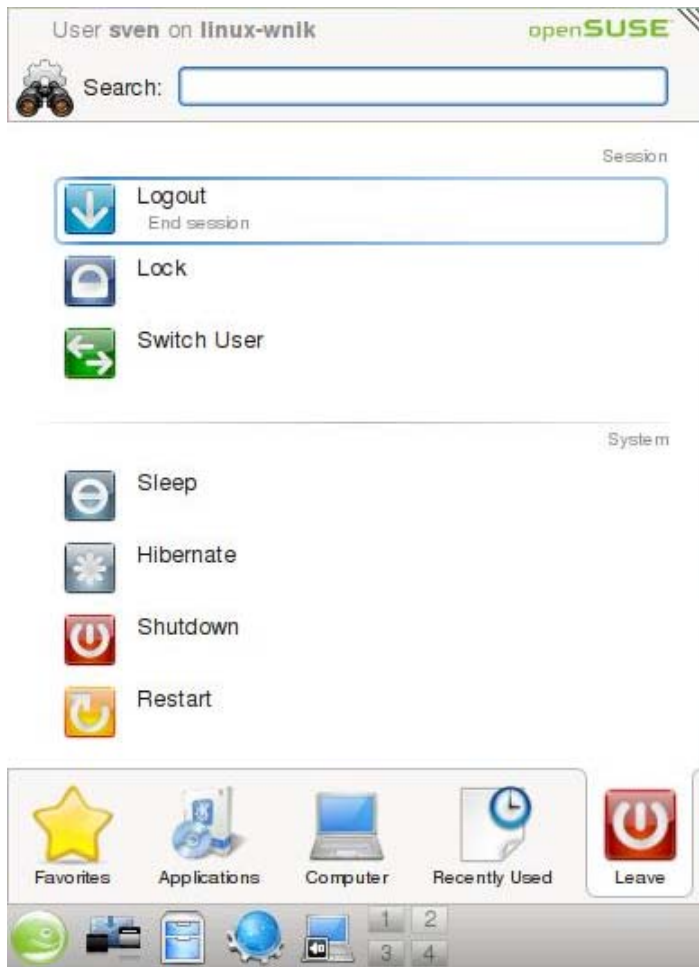 User sven on linux-wnik openSUSE
Search:
Session
Logout
End session
Lock
Switch User
System
Sleep
Hibernate
Shutdown
Restart
Favorites Applications Computer Recently Used Leave
1 2
3 4